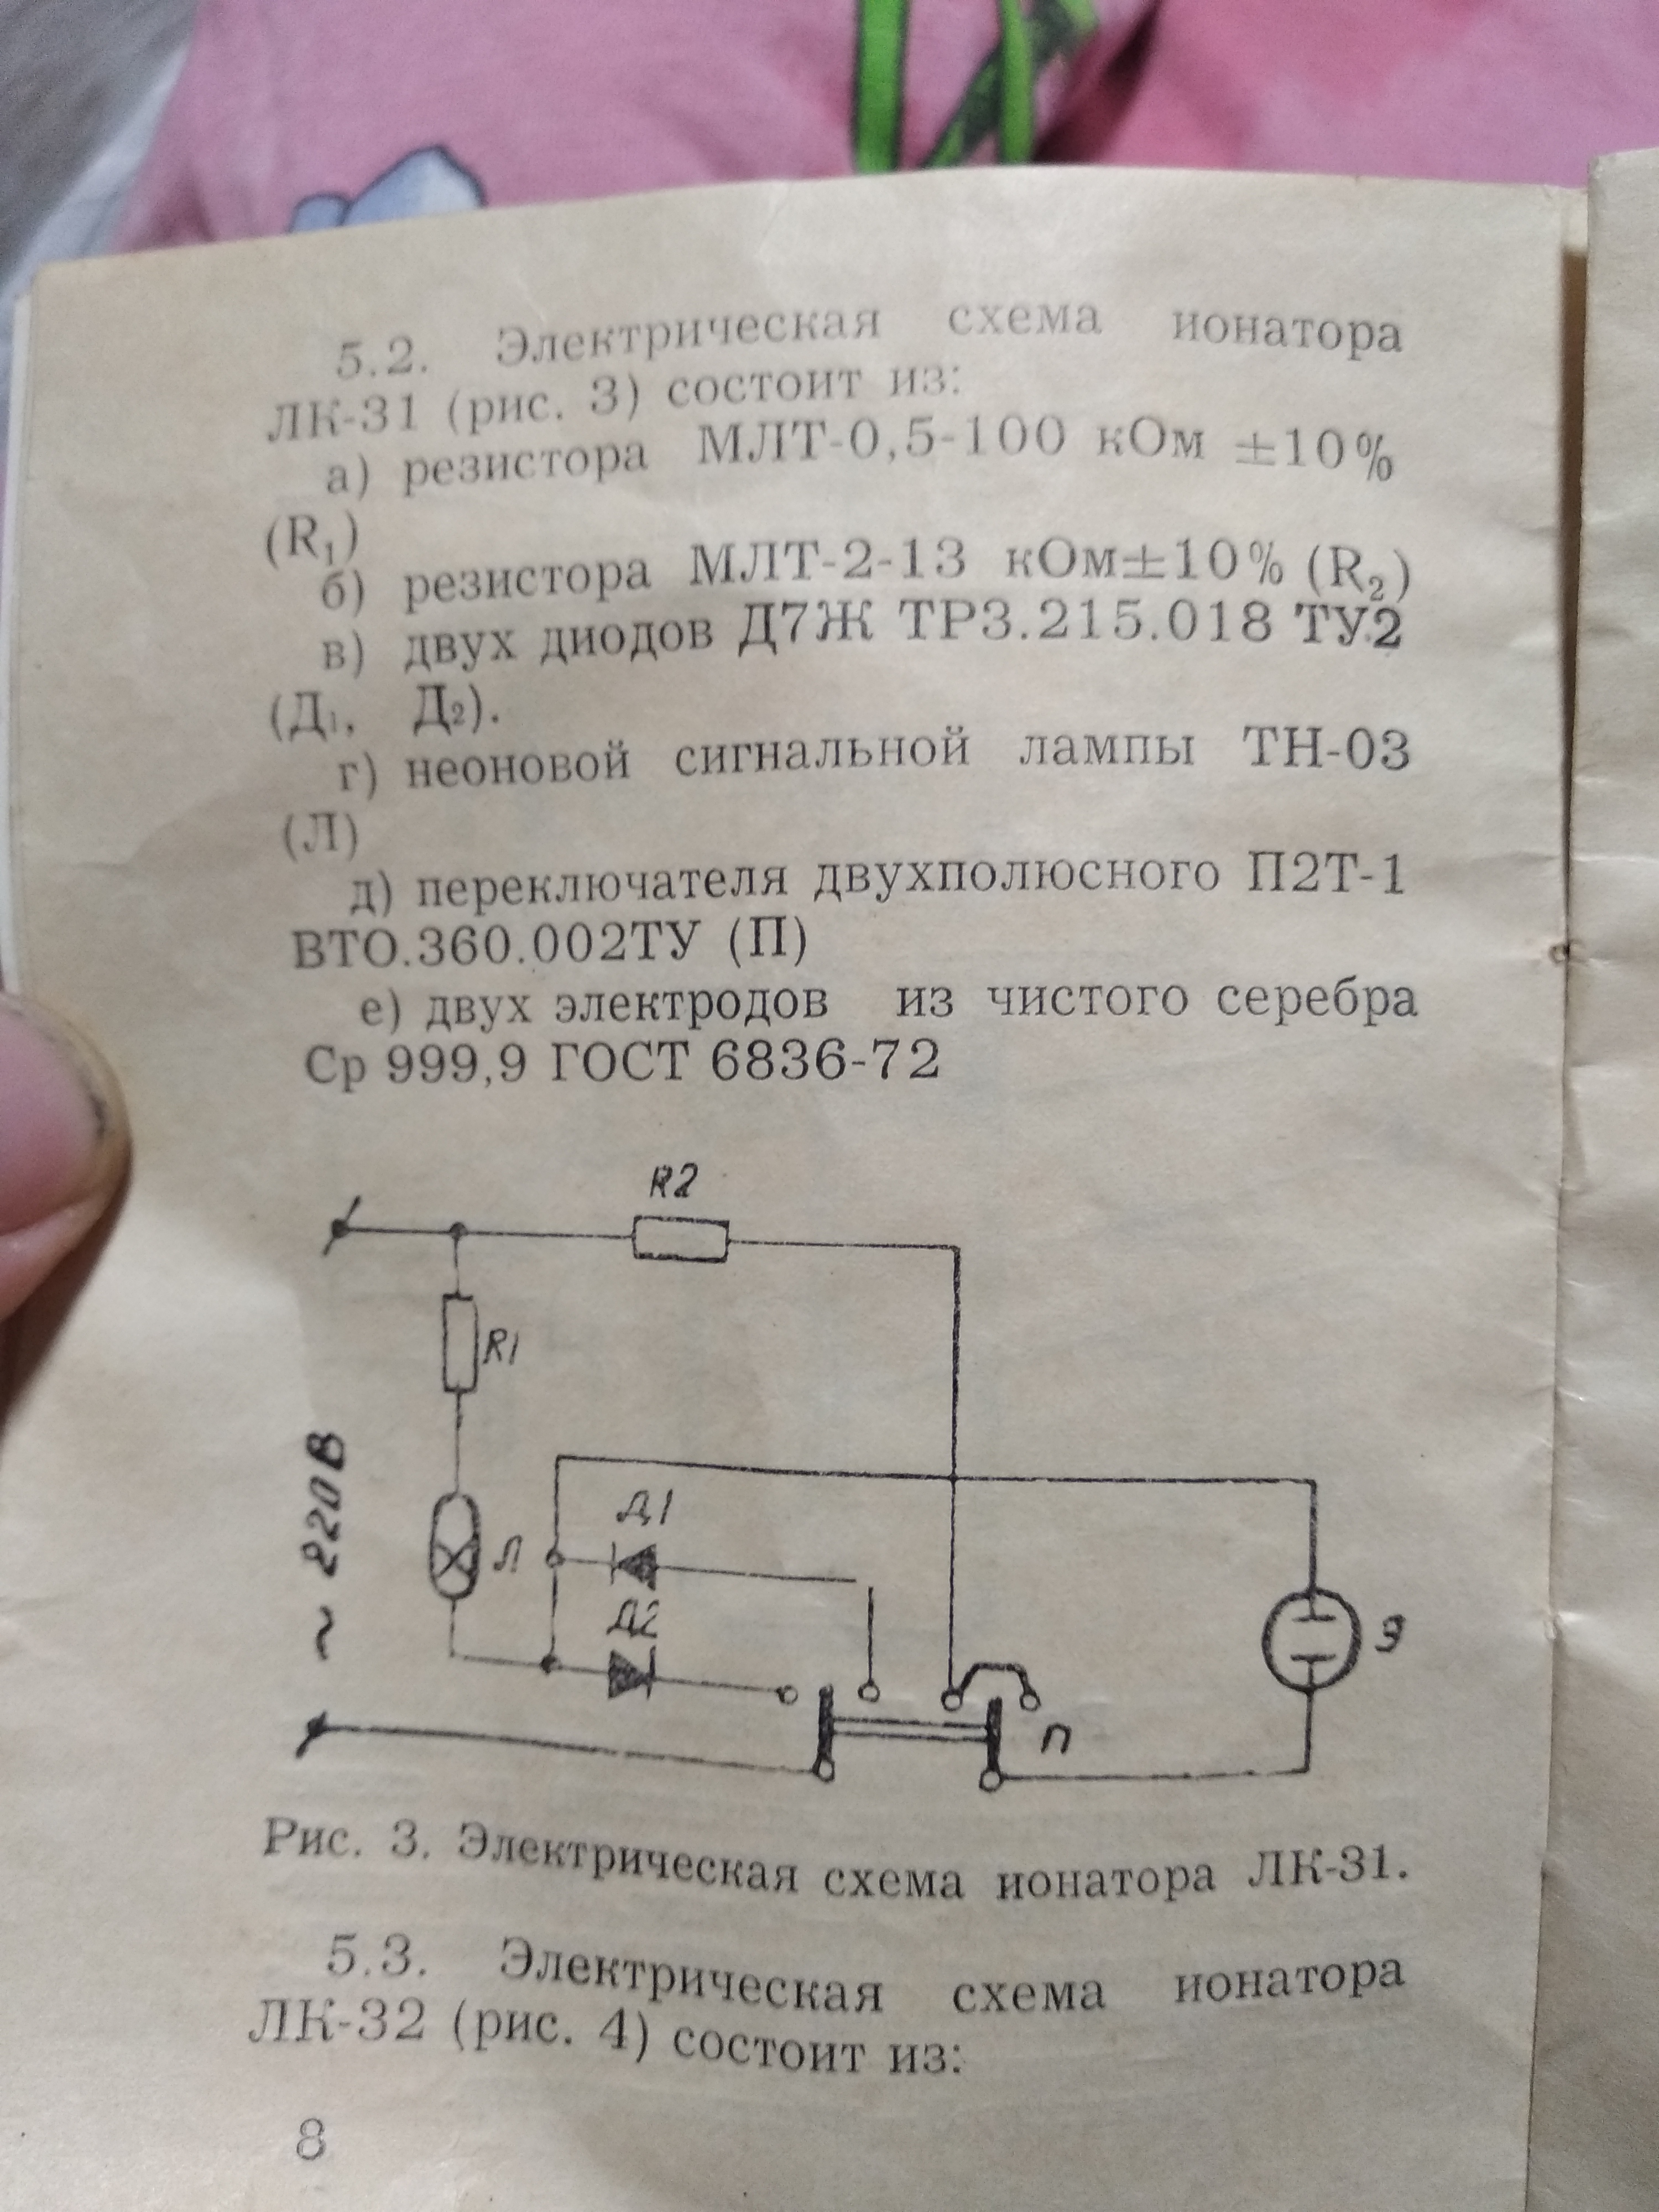 5.2. Электрическая схема ионатора
ЛК-31 (рис. 3) состоит из:
а) резистора МЛТ-0,5-100 кОм ±10%
(R₁)
б) резистора МЛТ-2-13 кОм±10% (R₂)
в) двух диодов Д7Ж ТР3.215.018 ТУ2
(Д₁, Д₂).
г) неоновой сигнальной лампы ТН-03
(Л)
д) переключателя двухполюсного П2Т-1
ВТО.360.002ТУ (П)
е) двух электродов из чистого серебра
Ср 999,9 ГОСТ 6836-72
R2
R1
~ 220В
Д1
Л
Д2
Э
П
Рис. 3. Электрическая схема ионатора ЛК-31.
5.3. Электрическая схема ионатора
ЛК-32 (рис. 4) состоит из:
8